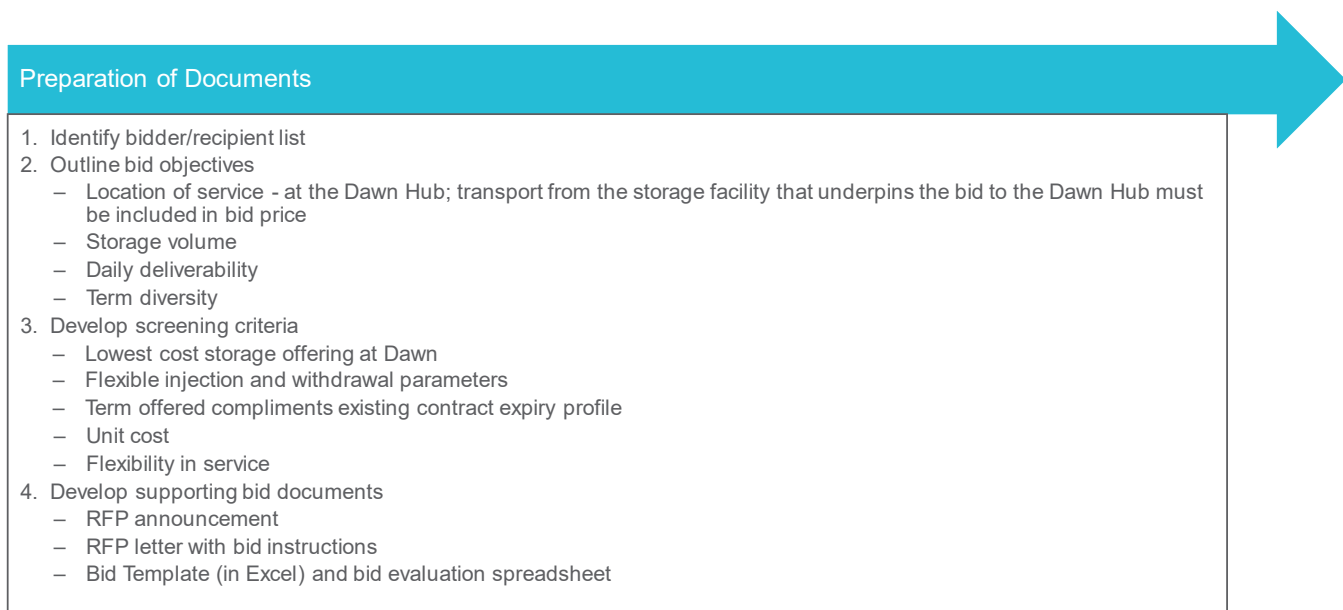 Preparation of Documents
1. Identify bidder/recipient list
2. Outline bid objectives
– Location of service - at the Dawn Hub; transport from the storage facility that underpins the bid to the Dawn Hub must
be included in bid price
– Storage volume
– Daily deliverability
– Term diversity
3. Develop screening criteria
– Lowest cost storage offering at Dawn
– Flexible injection and withdrawal parameters
– Term offered compliments existing contract expiry profile
– Unit cost
– Flexibility in service
4. Develop supporting bid documents
– RFP announcement
– RFP letter with bid instructions
– Bid Template (in Excel) and bid evaluation spreadsheet